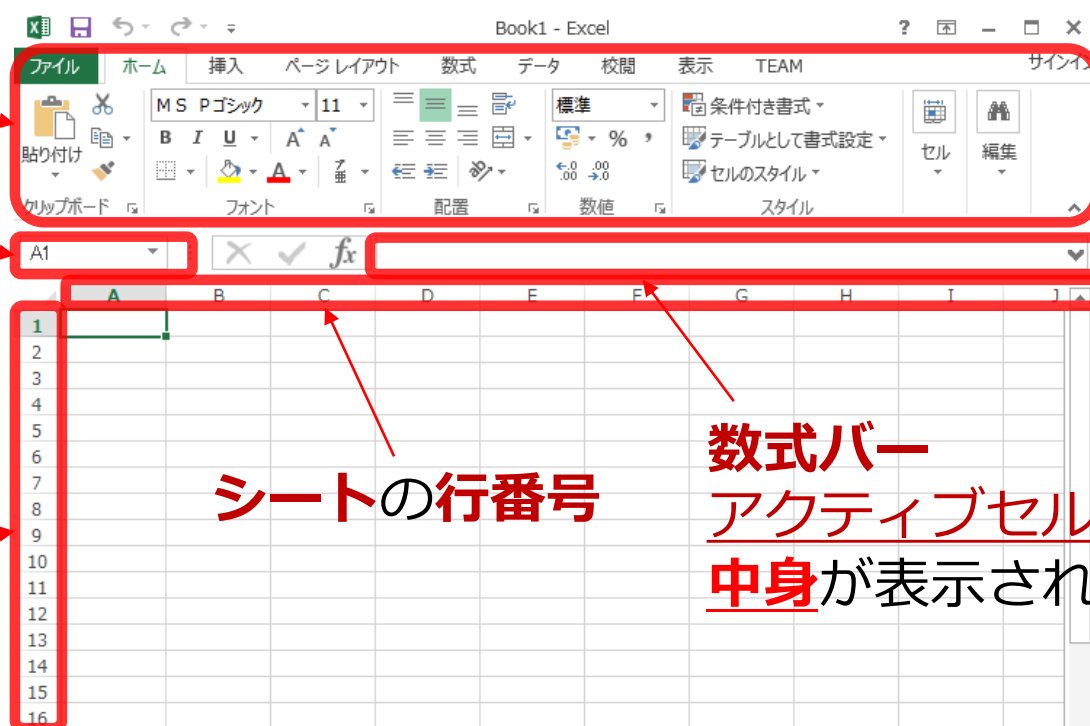 Book1 - Excel ?
ファイル ホーム 挿入 ページ レイアウト 数式 データ 校閲 表示 TEAM サインイン
ＭＳ Ｐゴシック 11 標準 条件付き書式
貼り付け B I U A A % , テーブルとして書式設定 セル 編集
A ア亜 .0 .00 .00 .0 セルのスタイル
クリップボード フォント 配置 数値 スタイル
A1 fx
A B C D E F G H I J
1
2
3
4
5
6
7
8
9
10
11
12
13
14
15
16
シートの行番号
数式バー
アクティブセル
中身が表示され